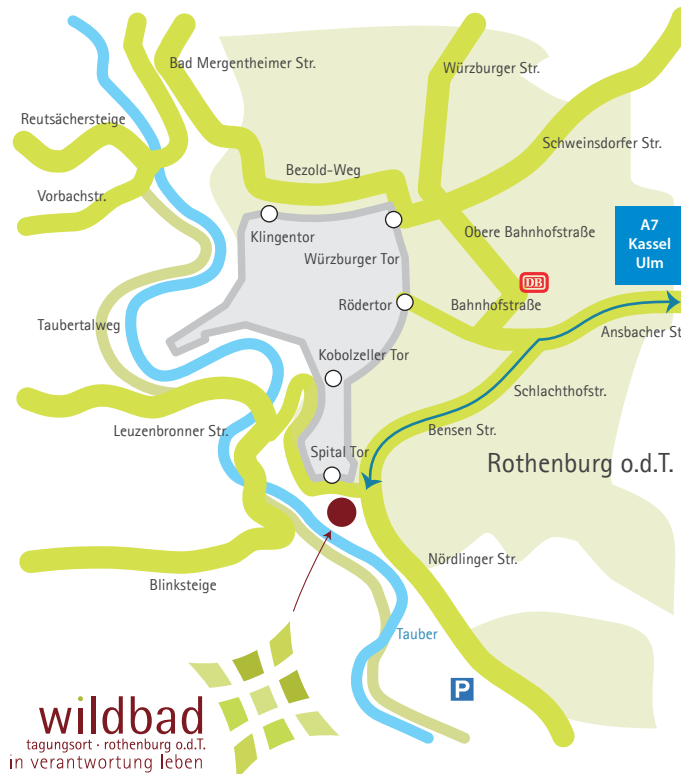 Bad Mergentheimer Str.
Würzburger Str.
Reutsächersteige
Schweinsdorfer Str.
Bezold-Weg
Vorbachstr.
A7
Kassel
Ulm
Klingentor
Obere Bahnhofstraße
Würzburger Tor
DB
Rödertor
Bahnhofstraße
Taubertalweg
Ansbacher St
Kobolzeller Tor
Schlachthofstr.
Leuzenbronner Str.
Bensen Str.
Spital Tor
Rothenburg o.d.T.
Nördlinger Str.
Blinksteige
Tauber
P
wildbad
tagungsort · rothenburg o.d.T.
in verantwortung leben